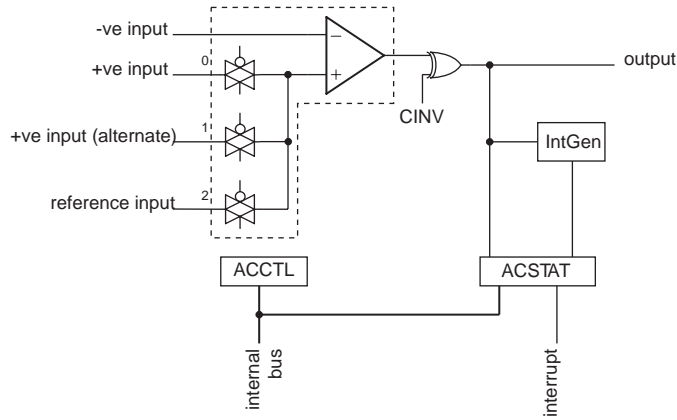 -ve input
−
+ve input
0
+
output
CINV
+ve input (alternate)
1
IntGen
reference input
2
ACCTL
ACSTAT
internal
bus
interrupt